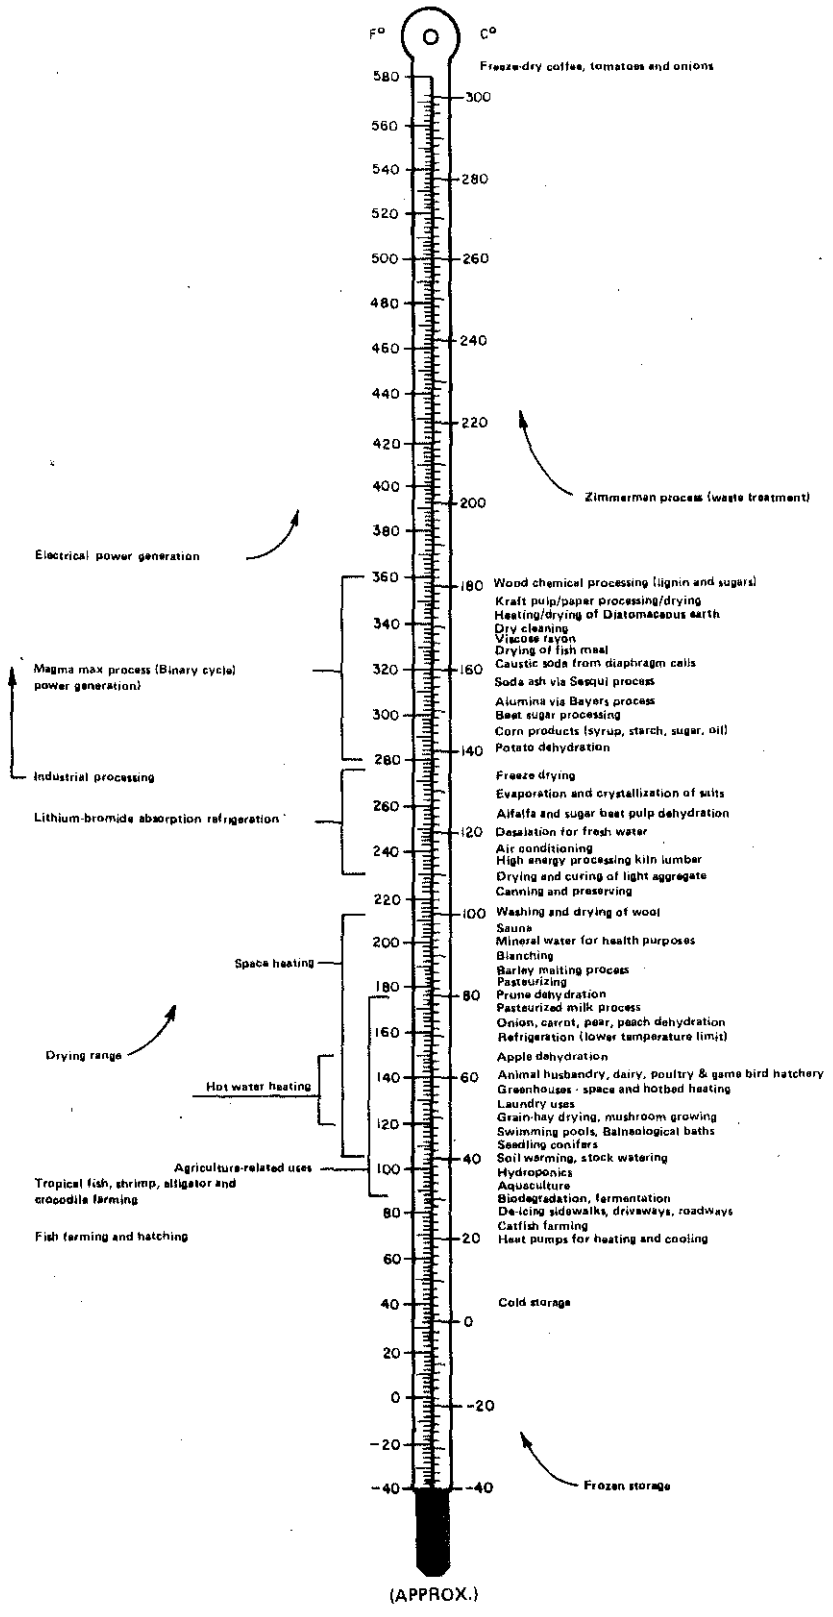 F° C°
Freeze-dry coffee, tomatoes and onions
580
300
560
540
280
520
500
260
480
460
240
440
220
420
400
200
Zimmerman process (waste treatment)
380
Electrical power generation
360
180
Wood chemical processing (lignin and sugars)
Kraft pulp/paper processing/drying
Heating/drying of Diatomaceous earth
340
Dry cleaning
Viscose rayon
Drying of fish meal
Caustic soda from diaphragm cells
Magma max process (Binary cycle)
power generation)
320
160
Soda ash via Sesqui process
Alumina via Bayers process
300
Beet sugar processing
Corn products (syrup, starch, sugar, oil)
140
Potato dehydration
280
Industrial processing
Freeze drying
Evaporation and crystallization of salts
260
Alfalfa and sugar beet pulp dehydration
Lithium-bromide absorption refrigeration
120
Desalation for fresh water
240
Air conditioning
High energy processing kiln lumber
Drying and curing of light aggregate
220
Canning and preserving
100
Washing and drying of wool
Sauna
200
Mineral water for health purposes
Space heating
Blanching
Barley malting process
180
Pasteurizing
80
Prune dehydration
Pasteurized milk process
Onion, carrot, pear, peach dehydration
160
Refrigeration (lower temperature limit)
Drying range
Apple dehydration
140
60
Animal husbandry, dairy, poultry & game bird hatchery
Hot water heating
Greenhouses - space and hotbed heating
Laundry uses
120
Grain-hay drying, mushroom growing
Swimming pools, Balneological baths
Seedling conifers
40
Soil warming, stock watering
Agriculture-related uses
100
Hydroponics
Tropical fish, shrimp, alligator and
crocodile farming
Aquaculture
Biodegradation, fermentation
80
De-icing sidewalks, driveways, roadways
Catfish farming
Fish farming and hatching
20
Heat pumps for heating and cooling
60
40
Cold storage
0
20
0
-20
-20
Frozen storage
-40
-40
(APPROX.)